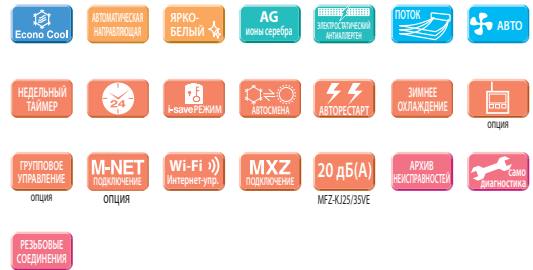 Econo Cool
АВТОМАТИЧЕСКАЯ
НАПРАВЛЯЮЩАЯ
ЯРКО-
БЕЛЫЙ
AG
ионы серебра
ЭЛЕКТРОСТАТИЧЕСКИЙ
АНТИАЛЛЕРГЕН
ПОТОК
АВТО
НЕДЕЛЬНЫЙ
ТАЙМЕР
24
i-save РЕЖИМ
АВТОСМЕНА
АВТОРЕСТАРТ
ЗИМНЕЕ
ОХЛАЖДЕНИЕ
опция
ГРУППОВОЕ
УПРАВЛЕНИЕ
опция
M-NET
ПОДКЛЮЧЕНИЕ
опция
Wi-Fi
Интернет-упр.
MXZ
ПОДКЛЮЧЕНИЕ
20 дБ(А)
MFZ-KJ25/35VE
АРХИВ
НЕИСПРАВНОСТЕЙ
само
диагностика
РЕЗЬБОВЫЕ
СОЕДИНЕНИЯ